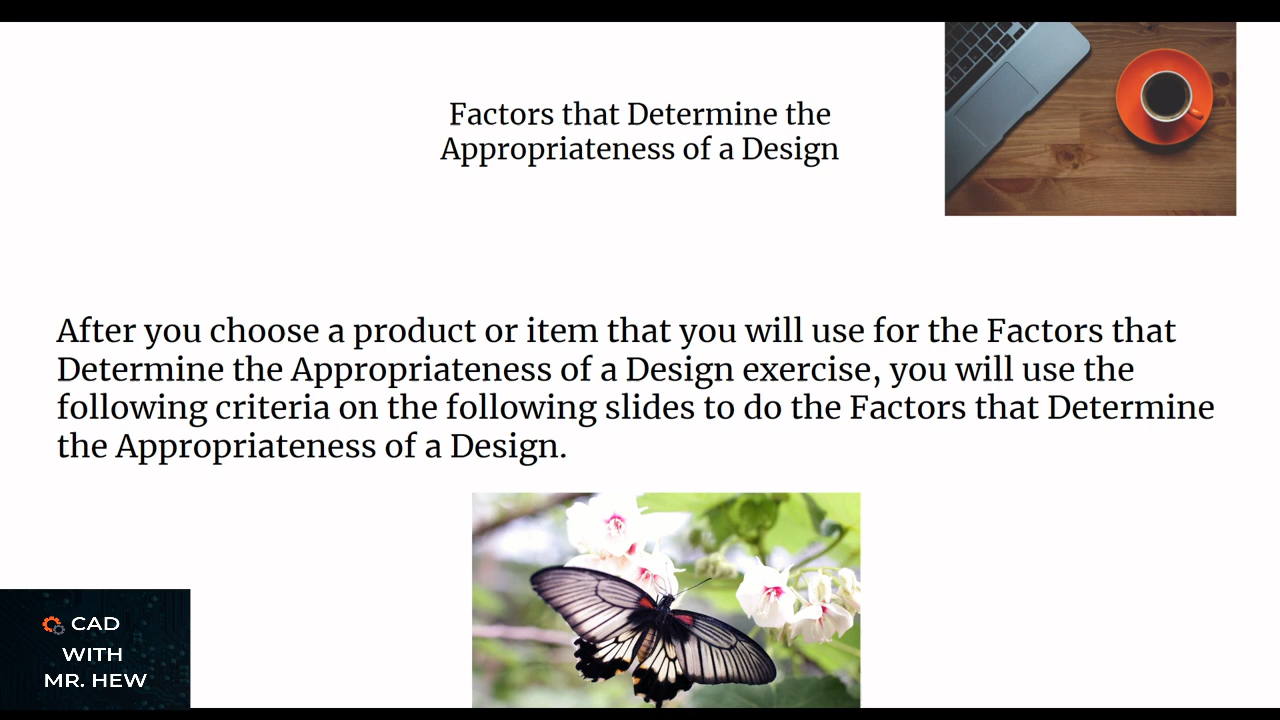 Factors that Determine the
Appropriateness of a Design
After you choose a product or item that you will use for the Factors that
Determine the Appropriateness of a Design exercise, you will use the
following criteria on the following slides to do the Factors that Determine
the Appropriateness of a Design.
CAD
WITH
MR. HEW